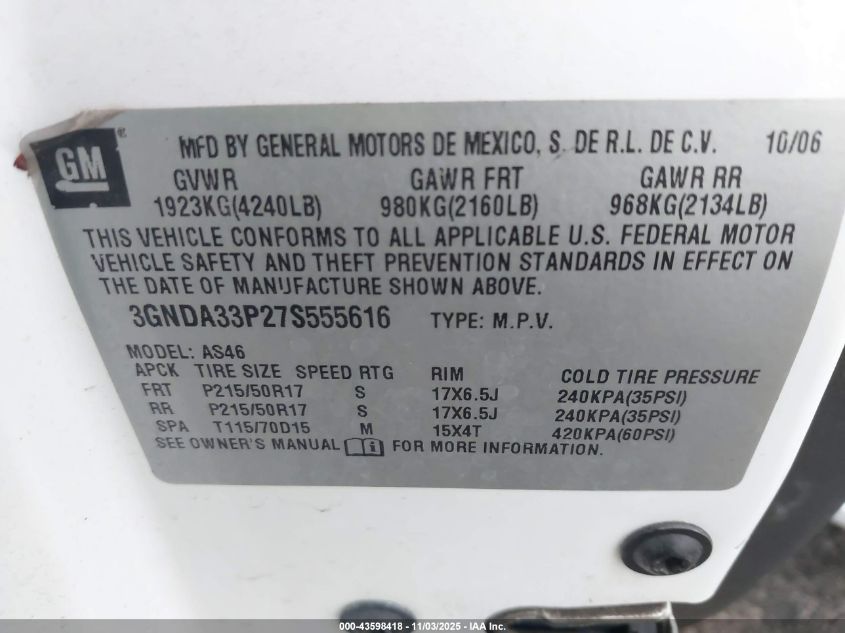 GM ® MFD BY GENERAL MOTORS DE MEXICO, S. DE R.L. DE C.V. 10/06
GVWR GAWR FRT GAWR RR
1923KG(4240LB) 980KG(2160LB) 968KG(2134LB)
THIS VEHICLE CONFORMS TO ALL APPLICABLE U.S. FEDERAL MOTOR
VEHICLE SAFETY AND THEFT PREVENTION STANDARDS IN EFFECT ON
THE DATE OF MANUFACTURE SHOWN ABOVE.
3GNDA33P27S555616 TYPE: M.P.V.
MODEL: AS46
APCK TIRE SIZE SPEED RTG RIM COLD TIRE PRESSURE
FRT P215/50R17 S 17X6.5J 240KPA(35PSI)
RR P215/50R17 S 17X6.5J 240KPA(35PSI)
SPA T115/70D15 M 15X4T 420KPA(60PSI)
SEE OWNER'S MANUAL i FOR MORE INFORMATION.
000-43598418 - 11/03/2025 - IAA Inc.